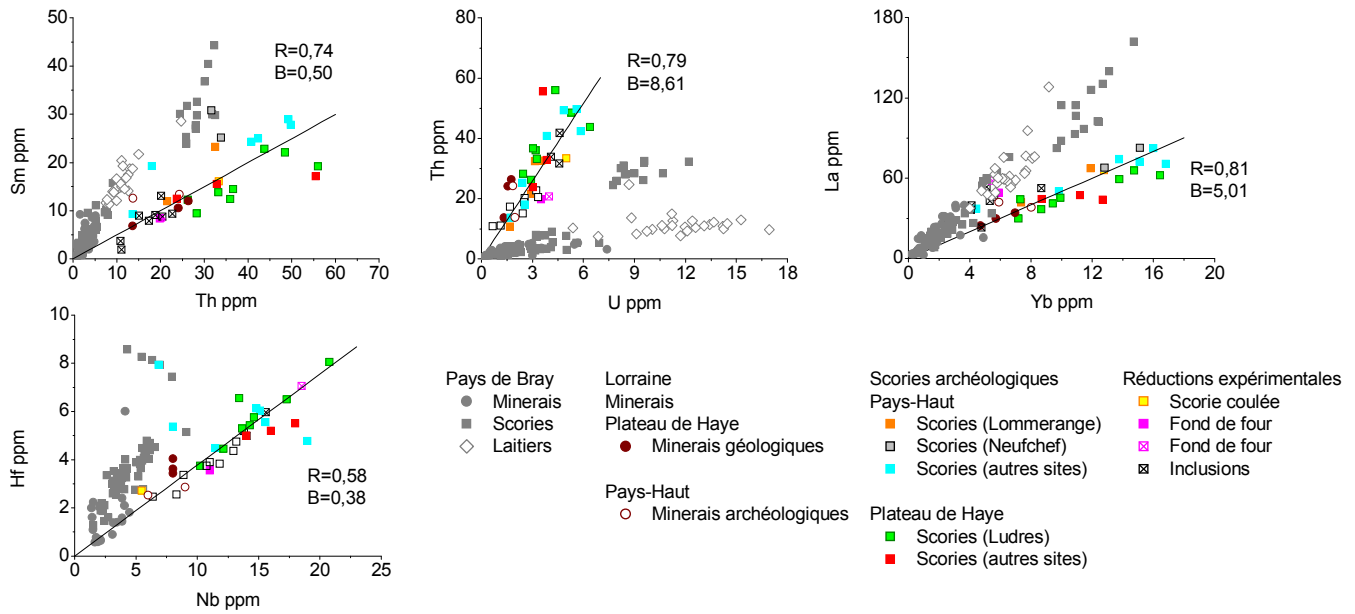 50
40
30
20
10
0
Sm ppm
R=0,74
B=0,50
0 10 20 30 40 50 60 70
Th ppm
80
60
40
20
0
Th ppm
R=0,79
B=8,61
0 3 6 9 12 15 18
U ppm
180
135
90
45
0
La ppm
R=0,81
B=5,01
0 4 8 12 16 20
Yb ppm
10
8
6
4
2
0
Hf ppm
R=0,58
B=0,38
0 5 10 15 20 25
Nb ppm
Pays de Bray
Minerais
Scories
Laitiers
Lorraine
Minerais
Plateau de Haye
Minerais géologiques
Pays-Haut
Minerais archéologiques
Scories archéologiques
Pays-Haut
Scories (Lommerange)
Scories (Neufchef)
Scories (autres sites)
Plateau de Haye
Scories (Ludres)
Scories (autres sites)
Réductions expérimentales
Scorie coulée
Fond de four
Fond de four
Inclusions